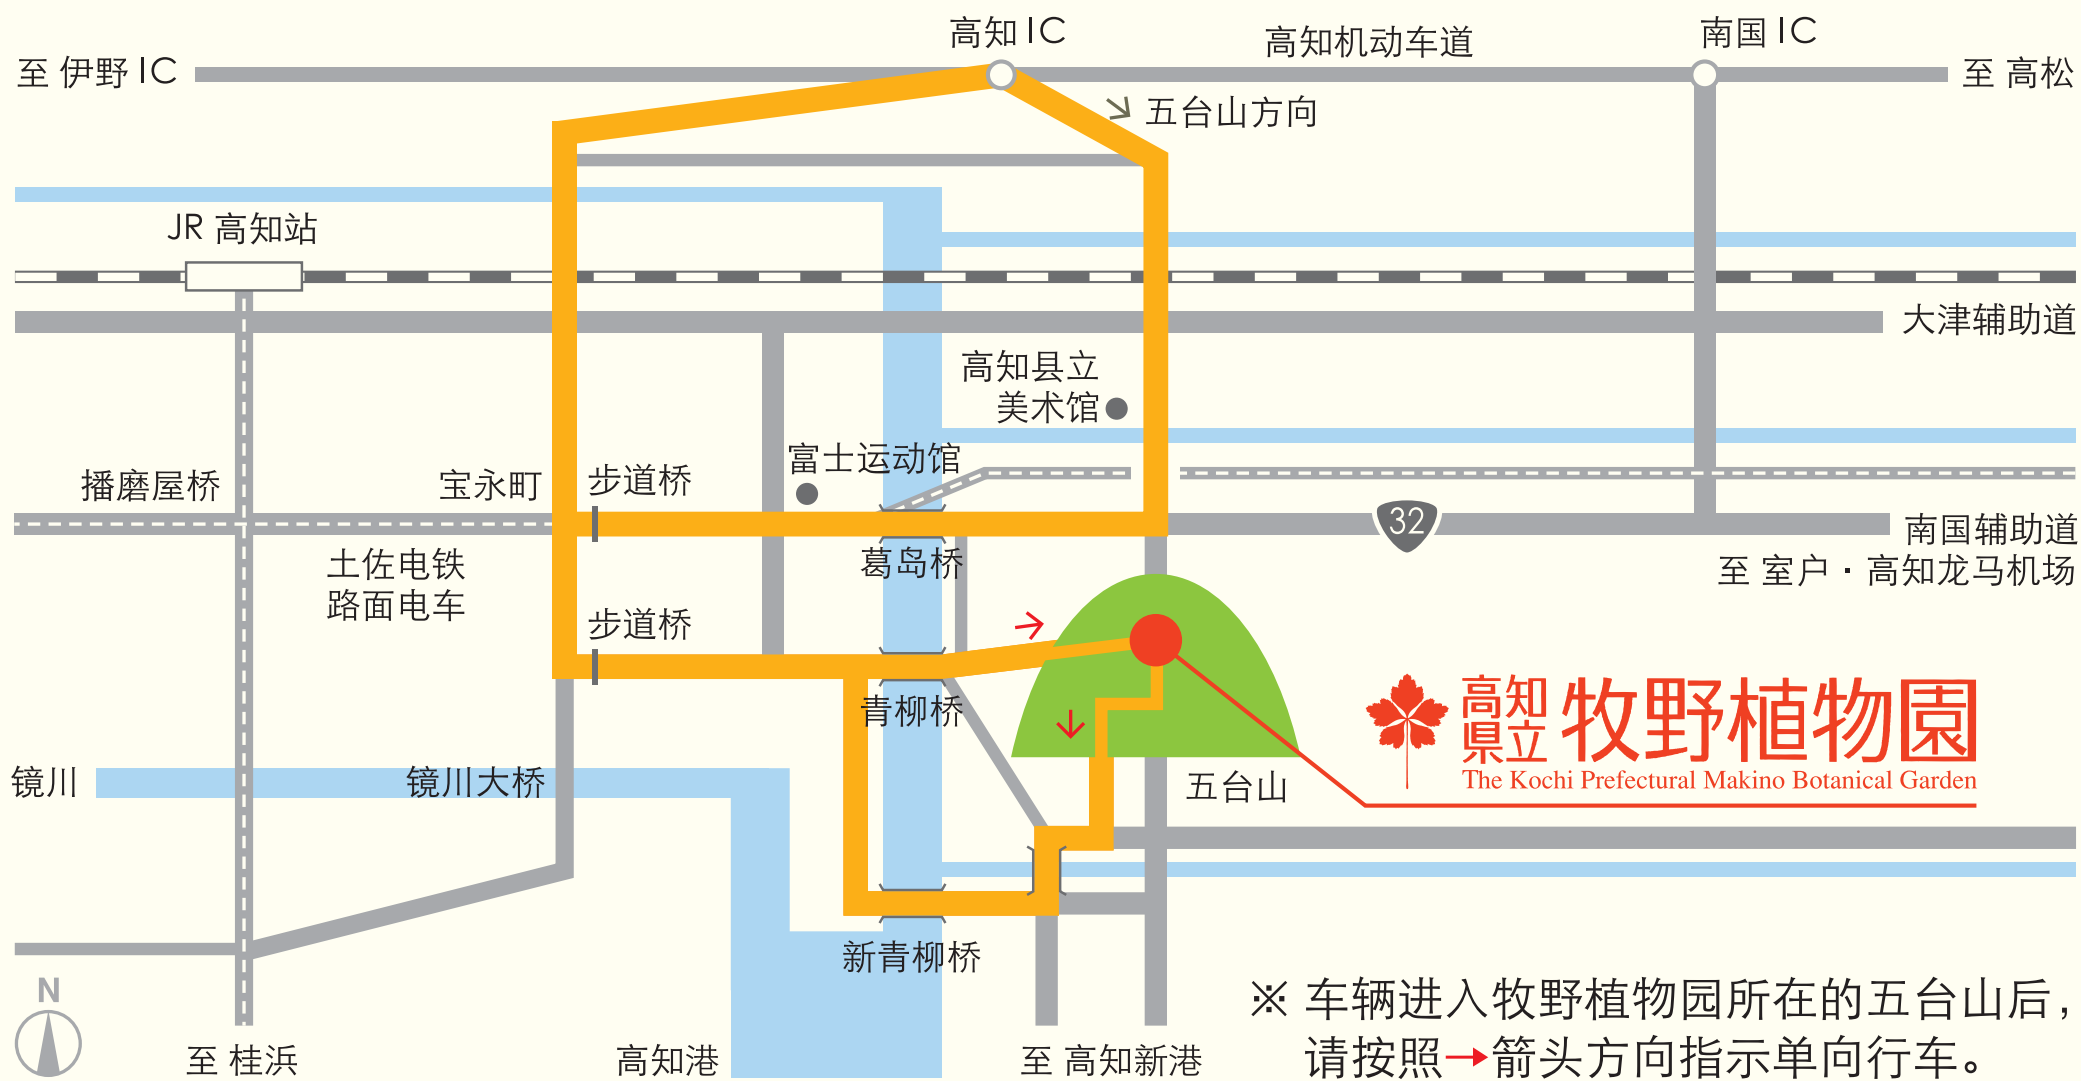 高知 IC
南国 IC
高知机动车道
至 伊野 IC
至 高松
五台山方向
JR 高知站
大津辅助道
高知县立
美术馆
富士运动馆
播磨屋桥
宝永町
步道桥
32
南国辅助道
土佐电铁
路面电车
葛岛桥
至 室户・高知龙马机场
步道桥
青柳桥
高知
県立
牧野植物園
The Kochi Prefectural Makino Botanical Garden
镜川
镜川大桥
五台山
新青柳桥
N
至 桂浜
高知港
至 高知新港
※ 车辆进入牧野植物园所在的五台山后，
请按照→箭头方向指示单向行车。